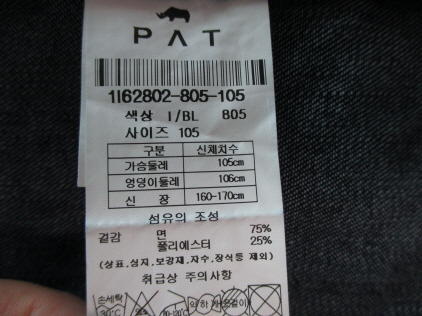 PAT
1I62802-805-105
색상 I/BL 805
사이즈 105
구분 신체치수
가슴둘레 105cm
엉덩이둘레 106cm
신 장 160-170cm
섬유의 조성
겉감 면 75%
폴리에스터 25%
(상표,심지,보강재,자수,장식등 제외)
취급상 주의사항
손세탁
30°C